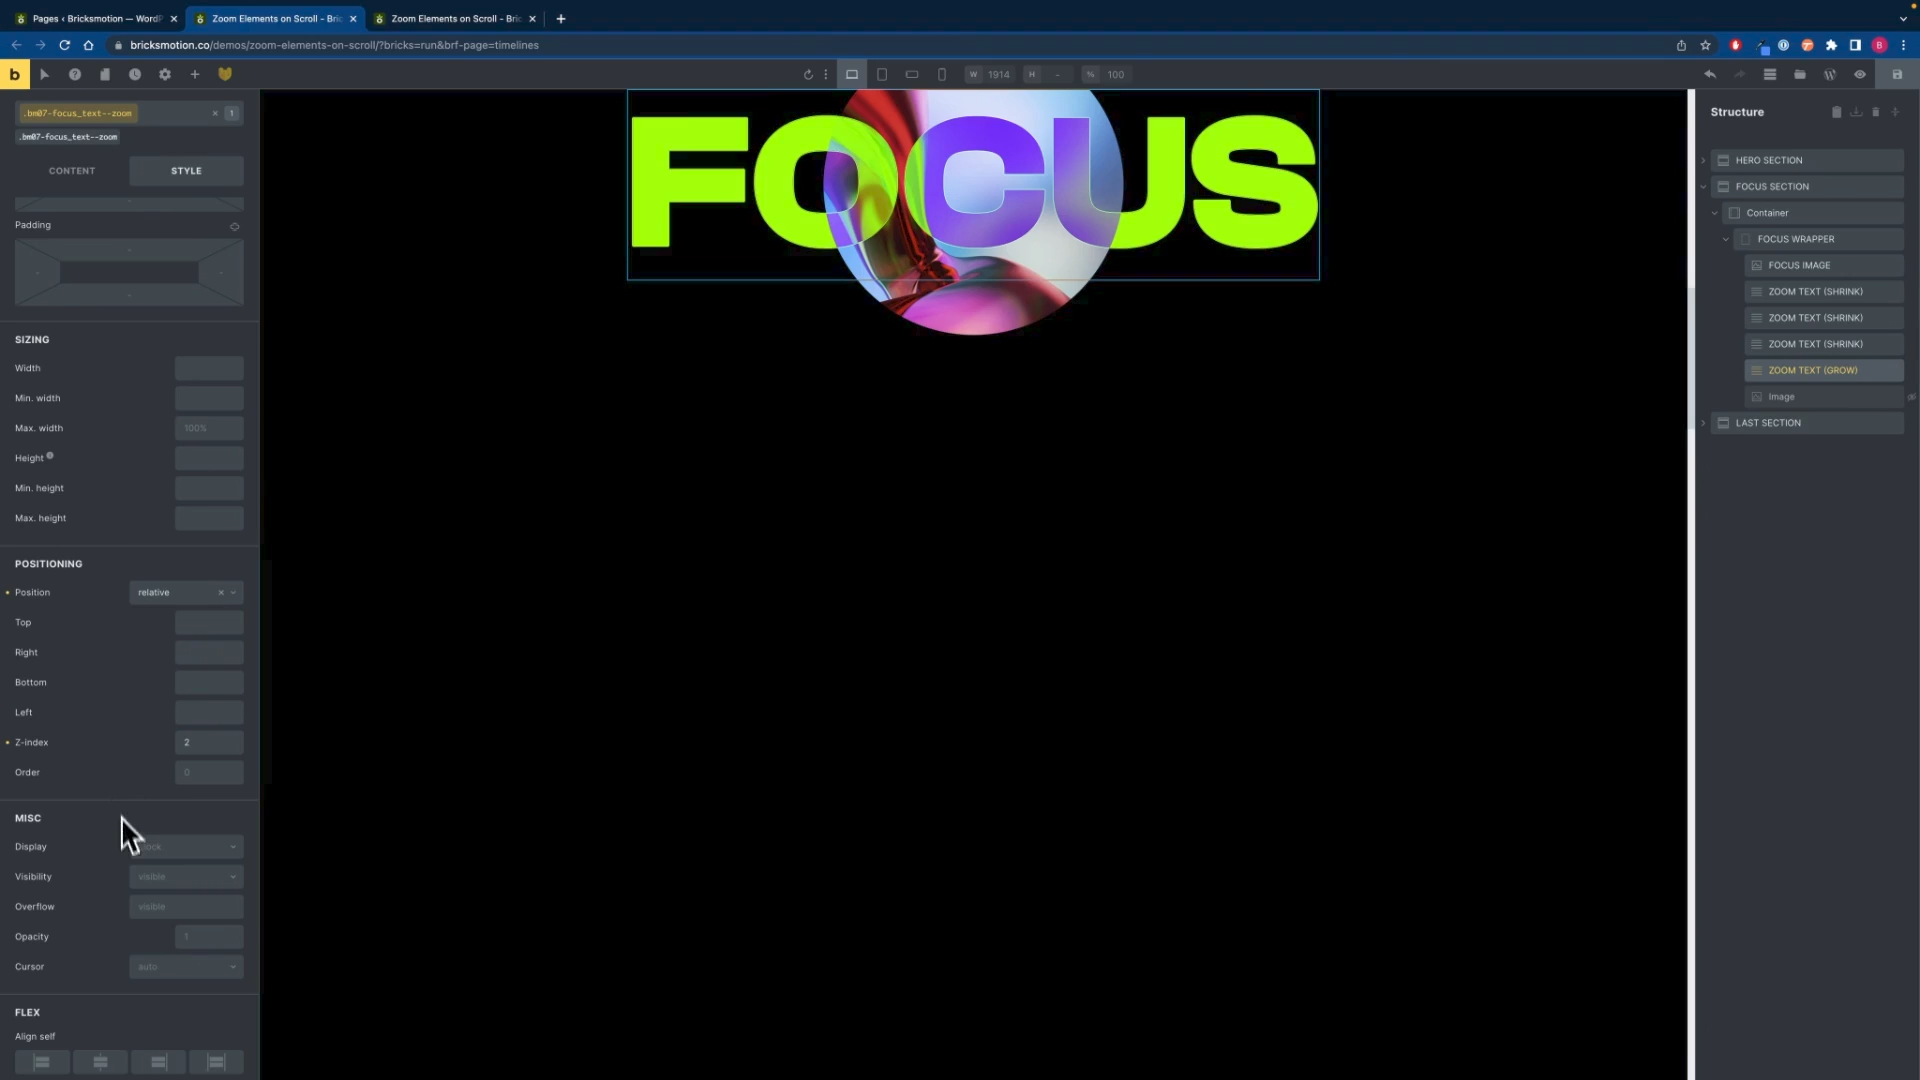 Pages ‹ Bricksmotion — WordP
Zoom Elements on Scroll - Bric
Zoom Elements on Scroll - Bric
bricksmotion.co/demos/zoom-elements-on-scroll/?bricks=run&brf-page=timelines
B
b
W 1914 H - % 100
.bm07-focus_text--zoom 1
.bm07-focus_text--zoom
CONTENT STYLE
Padding
SIZING
Width
Min. width
Max. width 100%
Height
Min. height
Max. height
POSITIONING
Position relative
Top
Right
Bottom
Left
Z-index 2
Order 0
MISC
Display
Visibility visible
Overflow visible
Opacity 1
Cursor auto
FLEX
Align self
FOCUS
Structure
HERO SECTION
FOCUS SECTION
Container
FOCUS WRAPPER
FOCUS IMAGE
ZOOM TEXT (SHRINK)
ZOOM TEXT (SHRINK)
ZOOM TEXT (SHRINK)
ZOOM TEXT (GROW)
Image
LAST SECTION